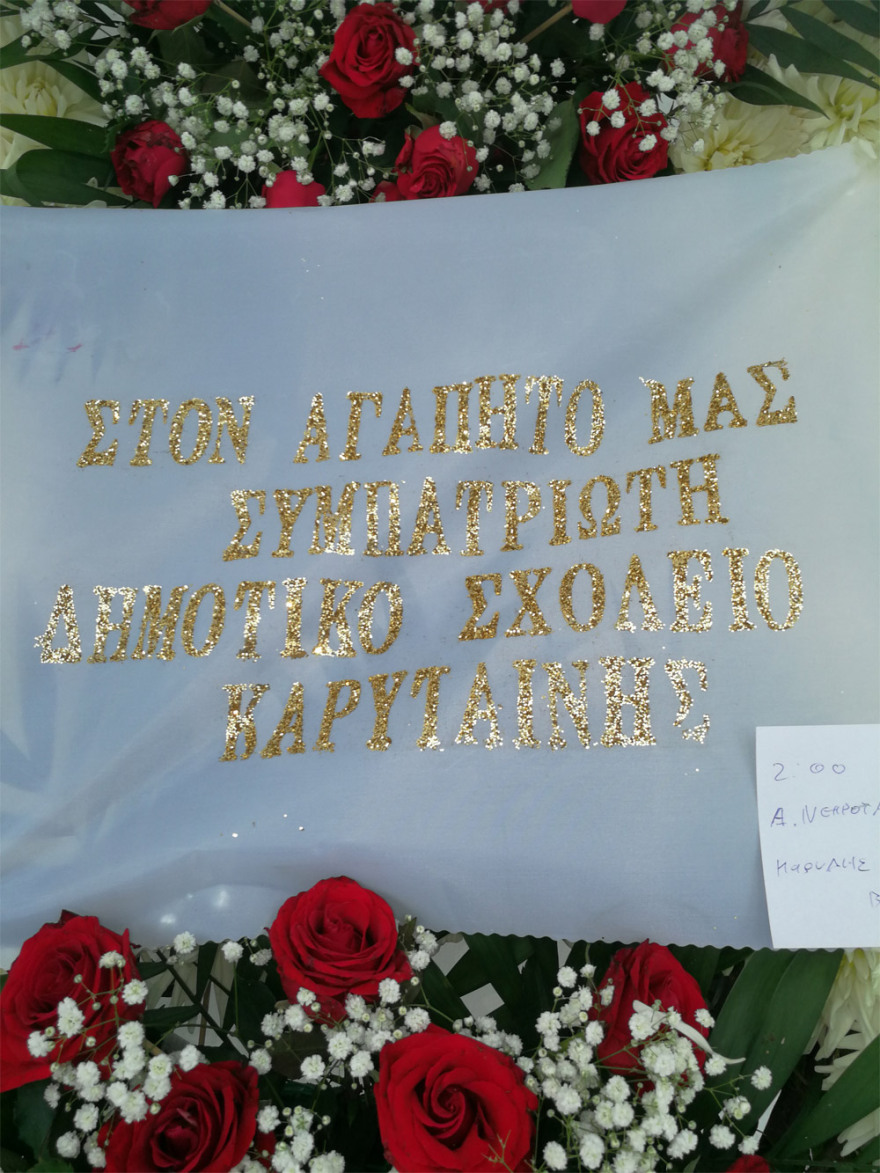 ΣΤΟΝ ΑΓΑΠΗΤΟ ΜΑΣ
ΣΥΜΠΑΤΡΙΩΤΗ
ΔΗΜΟΤΙΚΟ ΣΧΟΛΕΙΟ
ΚΑΡΥΤΑΙΝΗΣ
2:00
Α.